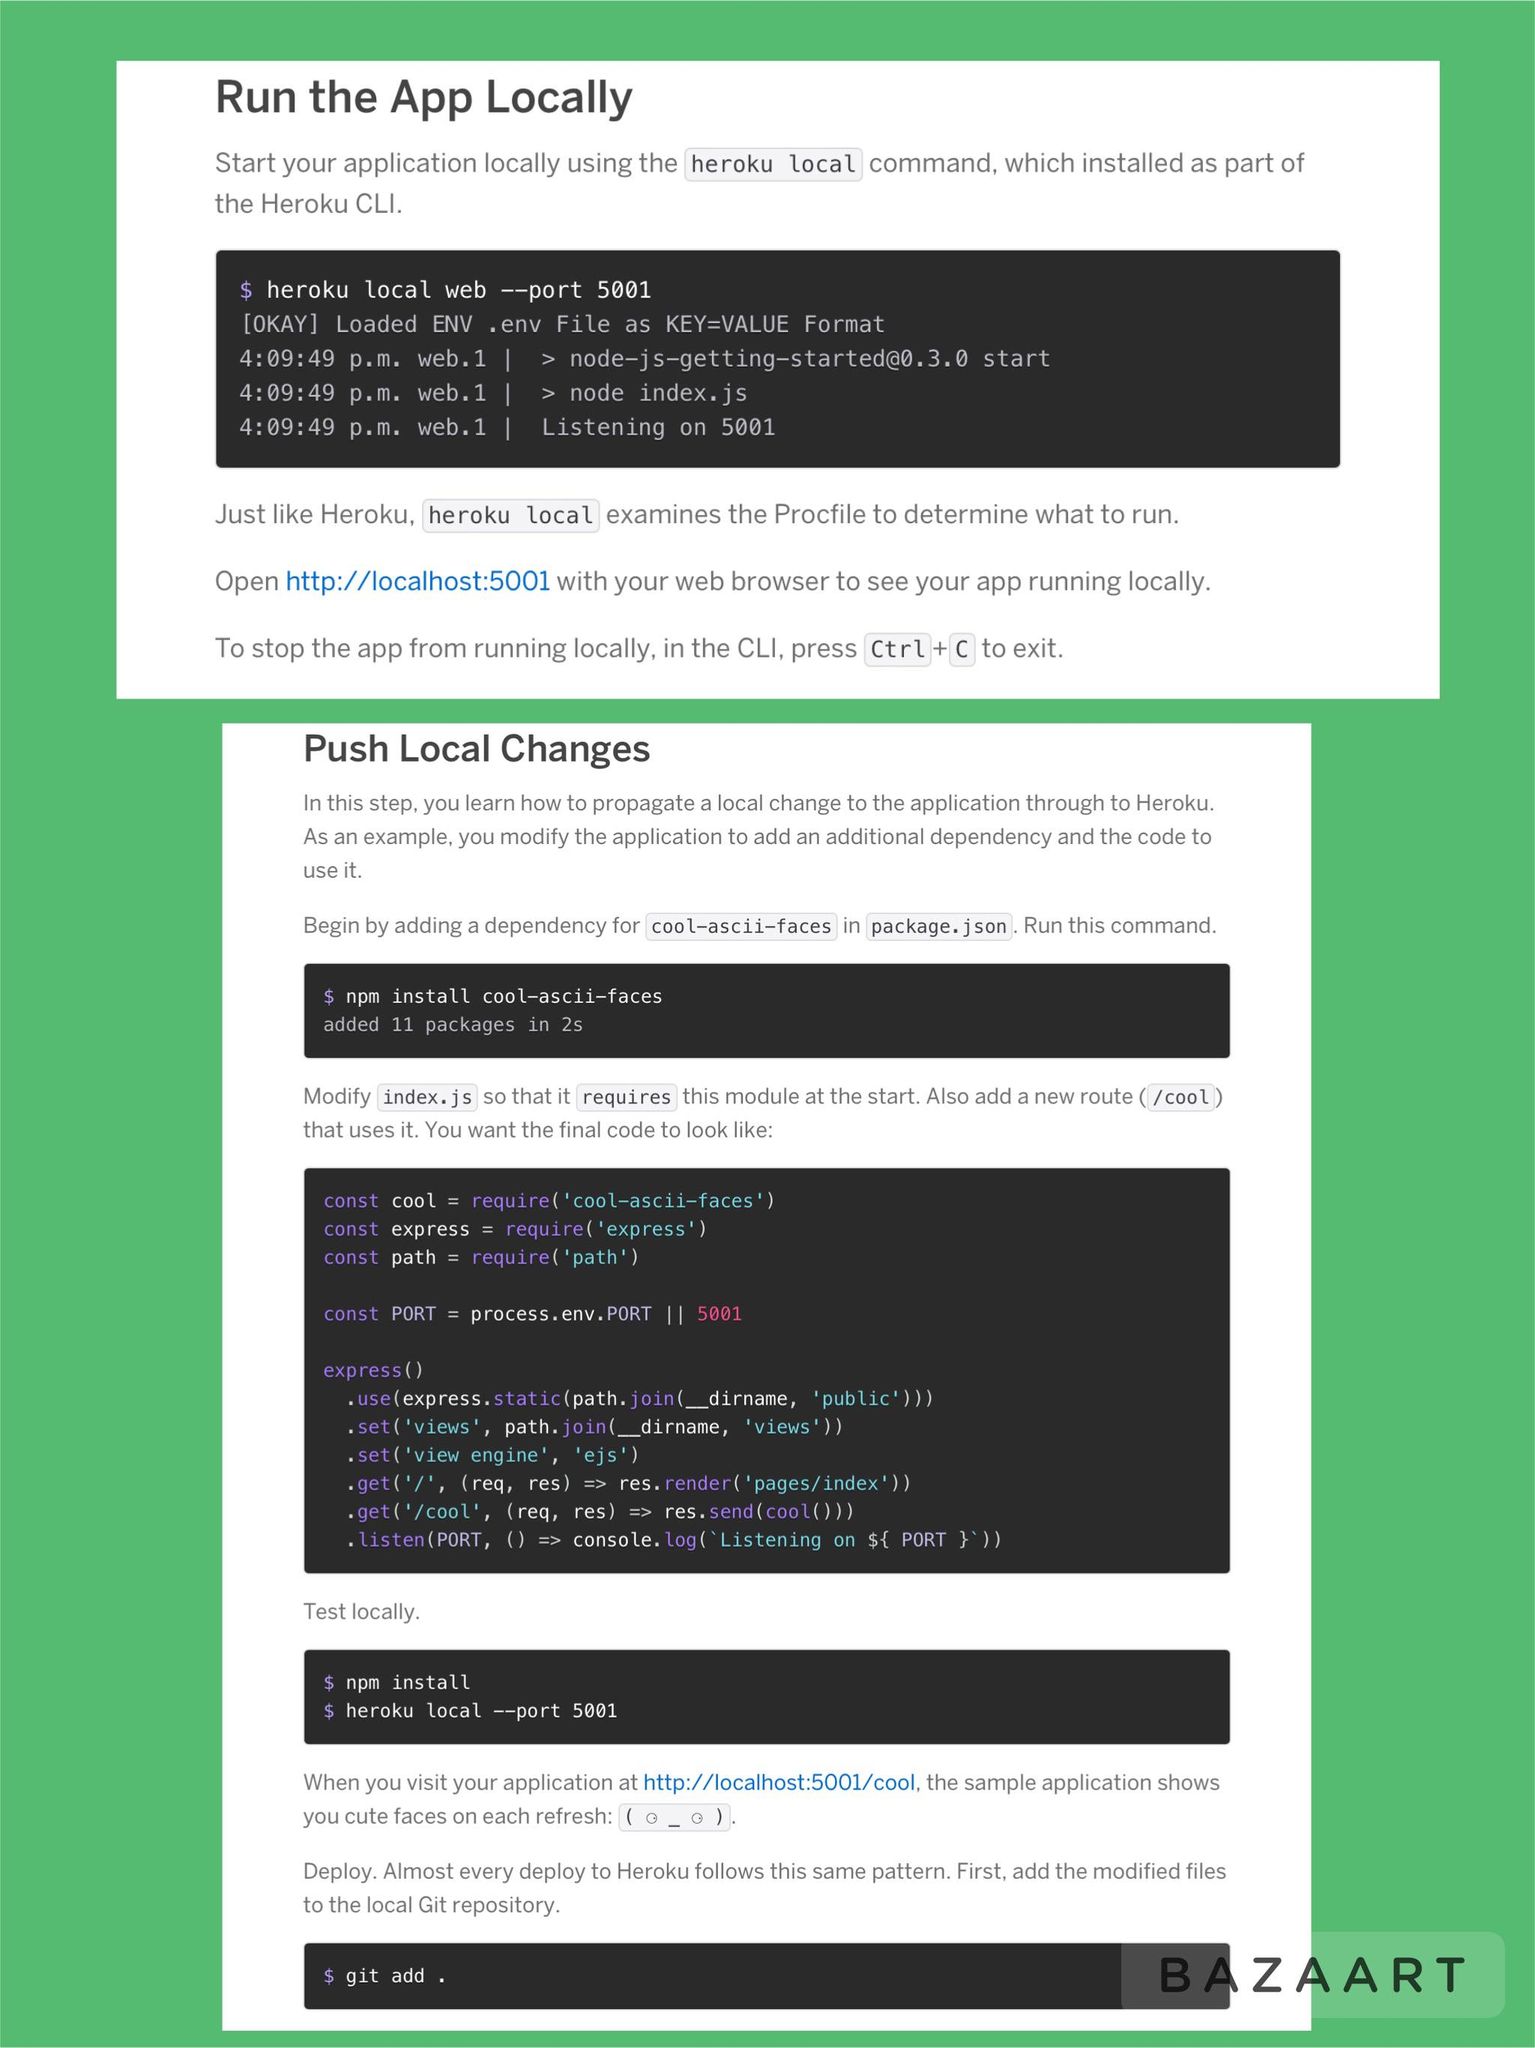 Run the App Locally
Start your application locally using the heroku local command, which installed as part of
the Heroku CLI.
$ heroku local web --port 5001
[OKAY] Loaded ENV .env File as KEY=VALUE Format
4:09:49 p.m. web.1 |  > node-js-getting-started@0.3.0 start
4:09:49 p.m. web.1 |  > node index.js
4:09:49 p.m. web.1 |  Listening on 5001
Just like Heroku, heroku local examines the Procfile to determine what to run.
Open http://localhost:5001 with your web browser to see your app running locally.
To stop the app from running locally, in the CLI, press Ctrl+C to exit.
Push Local Changes
In this step, you learn how to propagate a local change to the application through to Heroku.
As an example, you modify the application to add an additional dependency and the code to
use it.
Begin by adding a dependency for cool-ascii-faces in package.json. Run this command.
$ npm install cool-ascii-faces
added 11 packages in 2s
Modify index.js so that it requires this module at the start. Also add a new route (/cool)
that uses it. You want the final code to look like:
const cool = require('cool-ascii-faces')
const express = require('express')
const path = require('path')
const PORT = process.env.PORT || 5001
express()
  .use(express.static(path.join(__dirname, 'public')))
  .set('views', path.join(__dirname, 'views'))
  .set('view engine', 'ejs')
  .get('/', (req, res) => res.render('pages/index'))
  .get('/cool', (req, res) => res.send(cool()))
  .listen(PORT, () => console.log(`Listening on ${ PORT }`))
Test locally.
$ npm install
$ heroku local --port 5001
When you visit your application at http://localhost:5001/cool, the sample application shows
you cute faces on each refresh: ( ⚆ _ ⚆ ).
Deploy. Almost every deploy to Heroku follows this same pattern. First, add the modified files
to the local Git repository.
$ git add .
BAZAART